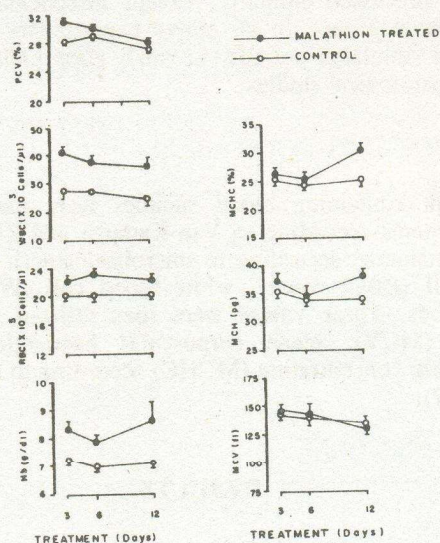 MALATHION TREATED
CONTROL
PCV (%)
32
28
24
20
WBC (X 10³ Cells/µl)
50
40
30
20
10
RBC (X 10⁵ Cells/µl)
24
20
16
12
Hb (g/dl)
10
9
8
7
6
3 6 12
TREATMENT (Days)
MCHC (%)
35
30
25
20
15
MCH (pg)
40
35
30
25
MCV (fl)
175
150
125
100
75
3 6 12
TREATMENT (Days)